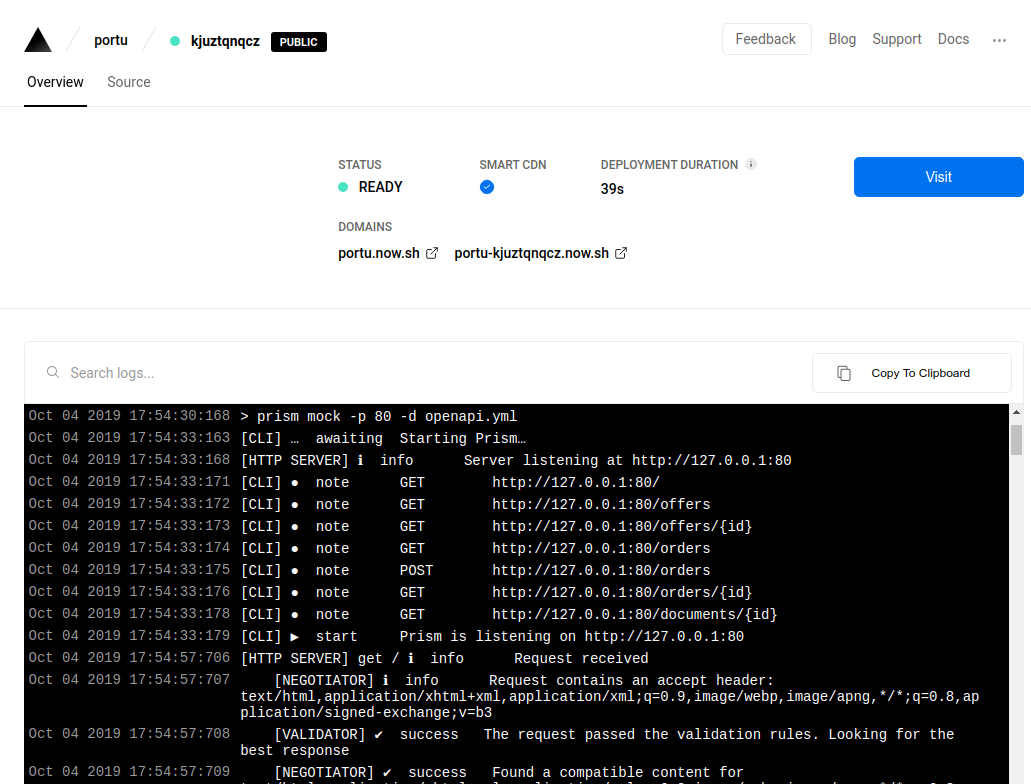 portu kjuztqnqcz PUBLIC Feedback Blog Support Docs
Overview Source
STATUS SMART CDN DEPLOYMENT DURATION
READY 39s Visit
DOMAINS
portu.now.sh portu-kjuztqnqcz.now.sh
Search logs... Copy To Clipboard
Oct 04 2019 17:54:30:168 > prism mock -p 80 -d openapi.yml
Oct 04 2019 17:54:33:163 [CLI] … awaiting Starting Prism…
Oct 04 2019 17:54:33:168 [HTTP SERVER] ℹ info Server listening at http://127.0.0.1:80
Oct 04 2019 17:54:33:171 [CLI] ● note GET http://127.0.0.1:80/
Oct 04 2019 17:54:33:172 [CLI] ● note GET http://127.0.0.1:80/offers
Oct 04 2019 17:54:33:173 [CLI] ● note GET http://127.0.0.1:80/offers/{id}
Oct 04 2019 17:54:33:174 [CLI] ● note GET http://127.0.0.1:80/orders
Oct 04 2019 17:54:33:175 [CLI] ● note POST http://127.0.0.1:80/orders
Oct 04 2019 17:54:33:176 [CLI] ● note GET http://127.0.0.1:80/orders/{id}
Oct 04 2019 17:54:33:178 [CLI] ● note GET http://127.0.0.1:80/documents/{id}
Oct 04 2019 17:54:33:179 [CLI] ▶ start Prism is listening on http://127.0.0.1:80
Oct 04 2019 17:54:57:706 [HTTP SERVER] get / ℹ info Request received
Oct 04 2019 17:54:57:707 [NEGOTIATOR] ℹ info Request contains an accept header:
text/html,application/xhtml+xml,application/xml;q=0.9,image/webp,image/apng,*/*;q=0.8,ap
plication/signed-exchange;v=b3
Oct 04 2019 17:54:57:708 [VALIDATOR] ✔ success The request passed the validation rules. Looking for the
best response
Oct 04 2019 17:54:57:709 [NEGOTIATOR] ✔ success Found a compatible content for